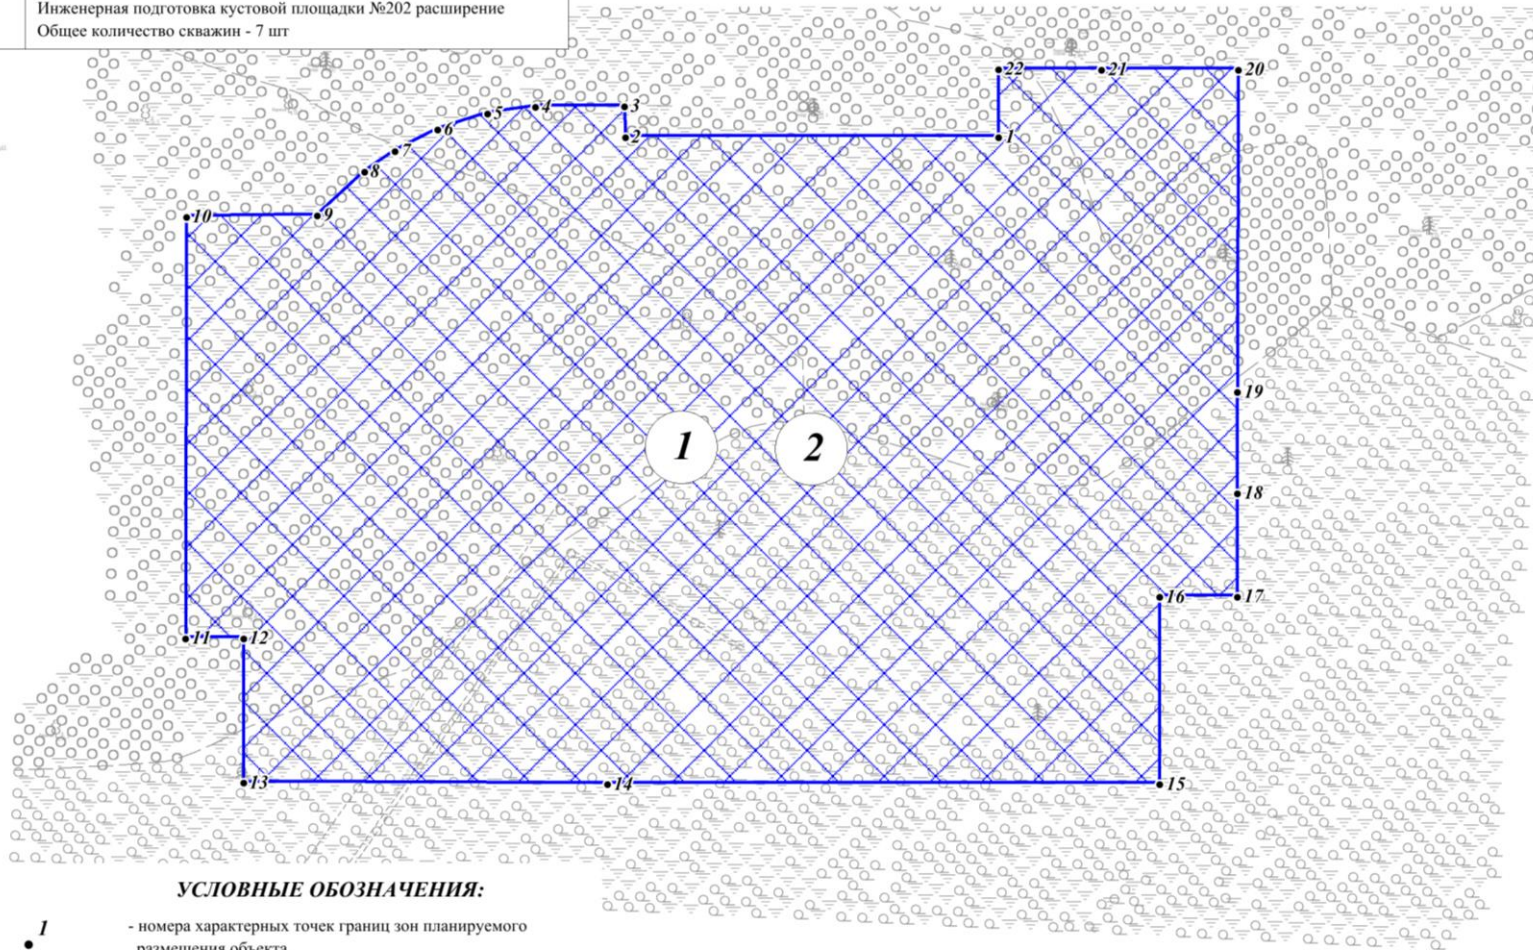 Инженерная подготовка кустовой площадки №202 расширение
Общее количество скважин - 7 шт
22 21 20
3
4
5
6
2 1
7
8
10 9
19
1 2
18
16 17
11 12
13 14 15
УСЛОВНЫЕ ОБОЗНАЧЕНИЯ:
1 - номера характерных точек границ зон планируемого
размещения объекта